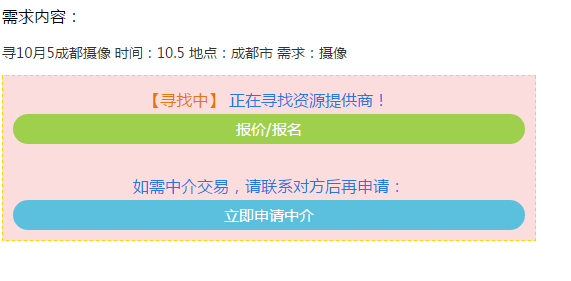 需求内容：
寻10月5成都摄像 时间：10.5 地点：成都市 需求：摄像
【寻找中】 正在寻找资源提供商！
报价/报名
如需中介交易，请联系对方后再申请：
立即申请中介